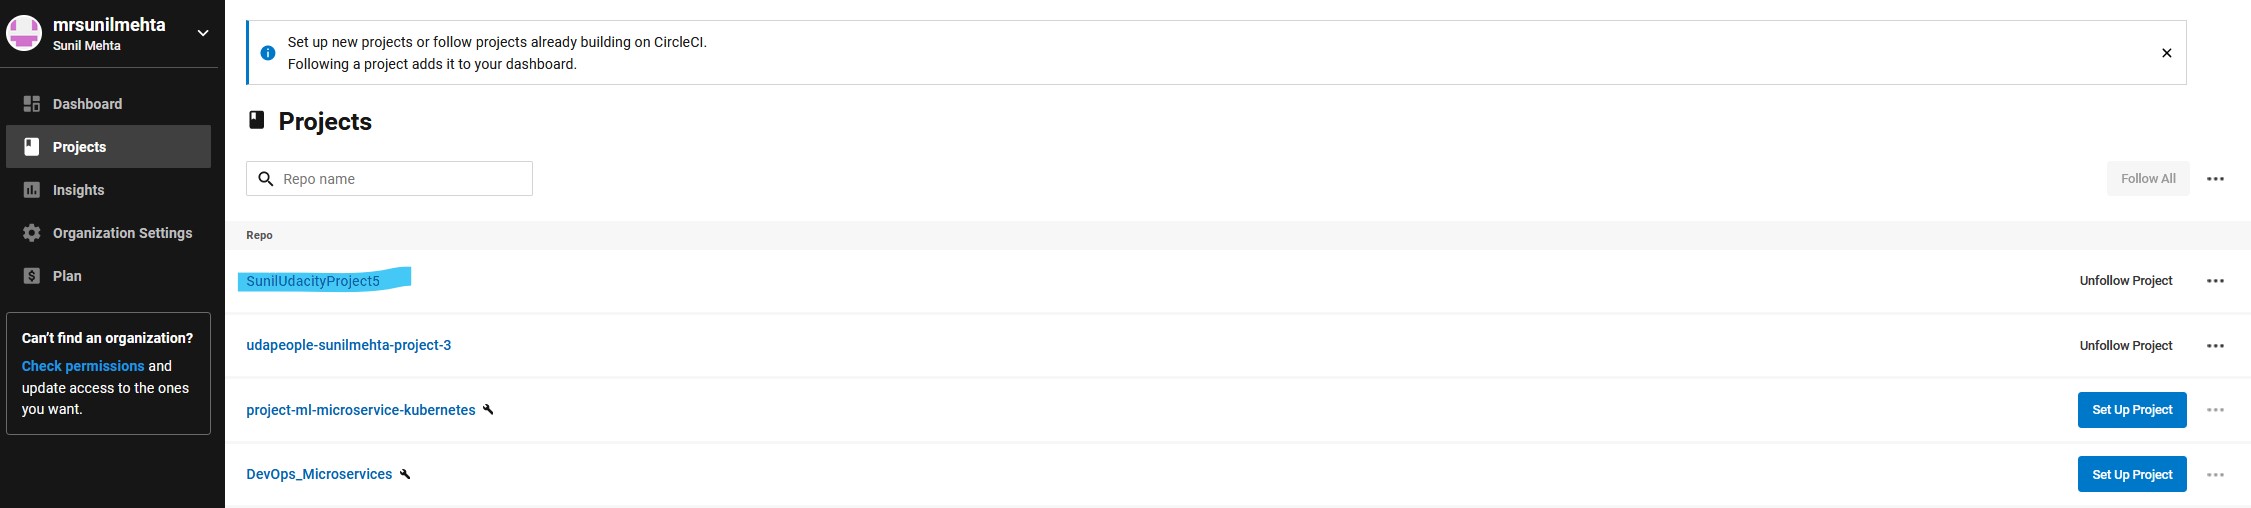 mrsunilmehta
Sunil Mehta
Dashboard
Projects
Insights
Organization Settings
Plan
Can't find an organization?
Check permissions and
update access to the ones
you want.
Set up new projects or follow projects already building on CircleCI.
Following a project adds it to your dashboard.
Projects
Repo name
Follow All
Repo
SunilUdacityProject5
Unfollow Project
udapeople-sunilmehta-project-3
Unfollow Project
project-ml-microservice-kubernetes
Set Up Project
DevOps_Microservices
Set Up Project